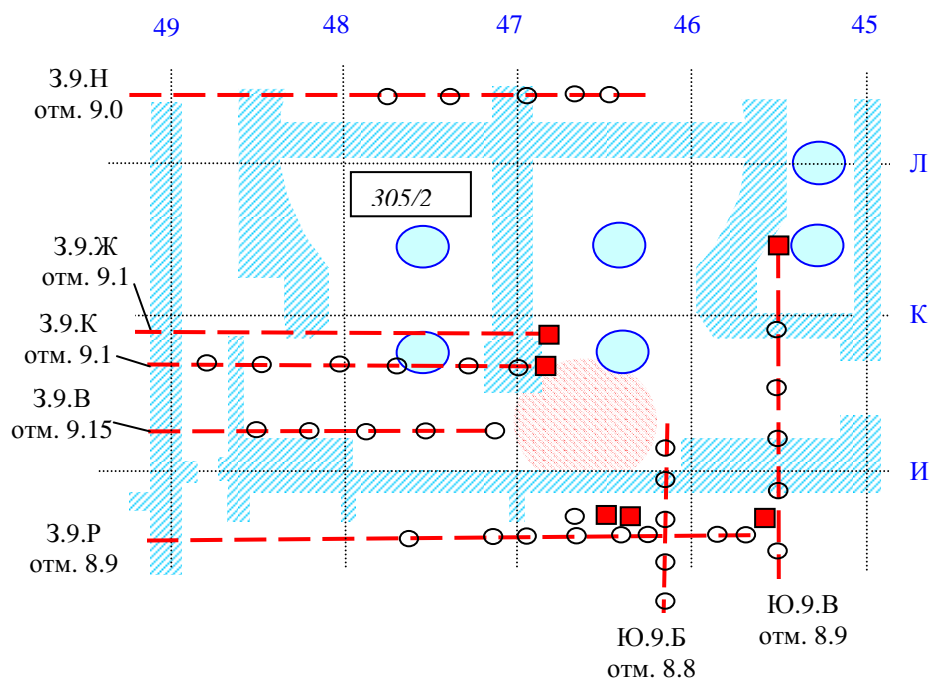 49 48 47 46 45
З.9.Н
отм. 9.0
Л
305/2
З.9.Ж
отм. 9.1
К
З.9.К
отм. 9.1
З.9.В
отм. 9.15
И
З.9.Р
отм. 8.9
Ю.9.Б
отм. 8.8
Ю.9.В
отм. 8.9